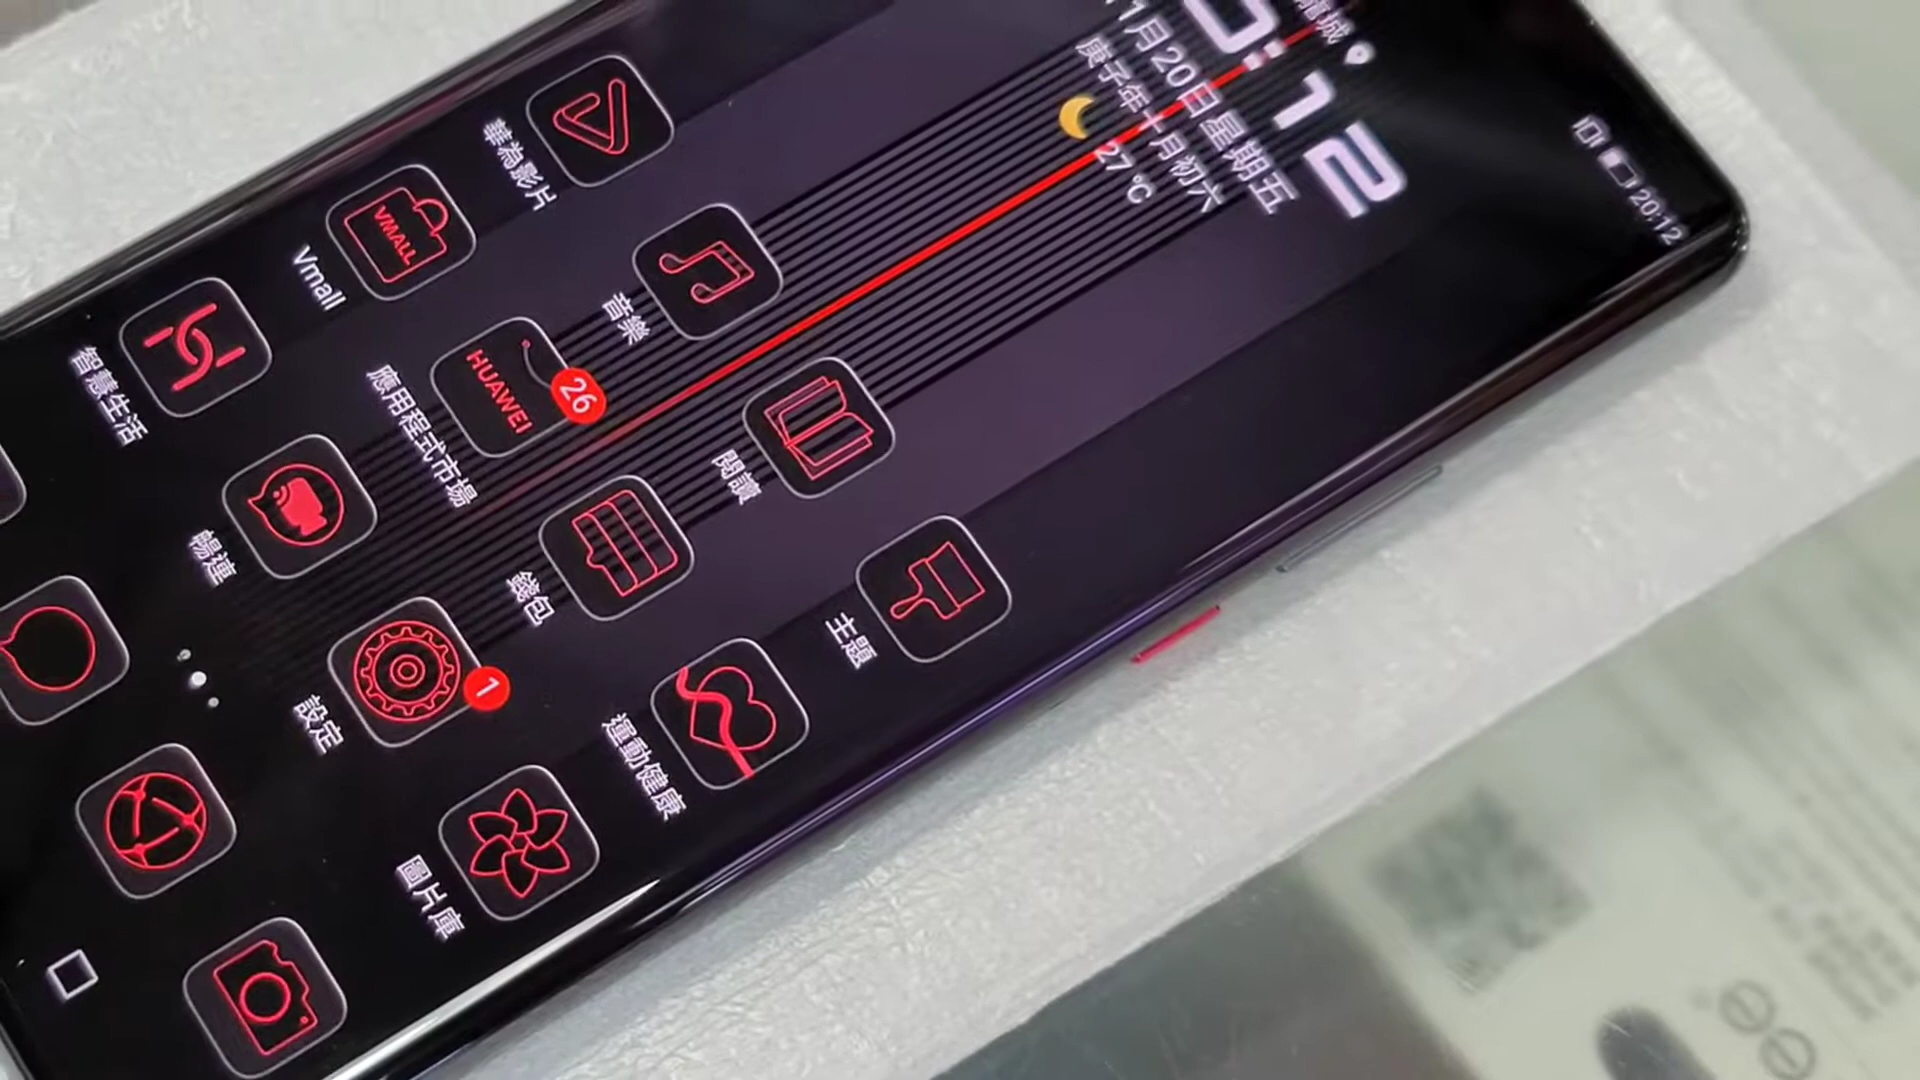 20:12
龍城
0:12
11月20日星期五
庚子年十月初六
27°C
華為影片
音樂
閱讀
主題
VMALL
Vmall
HUAWEI
26
應用程式市場
錢包
運動健康
智慧生活
暢連
1
設定
圖片庫